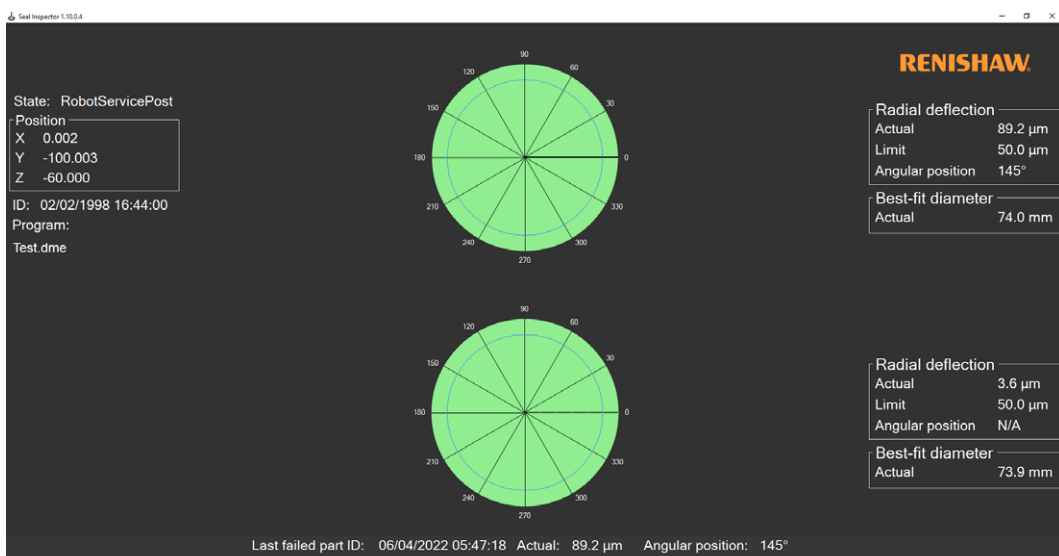 Seal Inspector 1.10.0.4
RENISHAW
State: RobotServicePost
Position
X 0.002
Y -100.003
Z -60.000
ID: 02/02/1998 16:44:00
Program:
Test.dme
90
60
30
0
330
300
270
240
210
180
150
120
Radial deflection
Actual 89.2 µm
Limit 50.0 µm
Angular position 145°
Best-fit diameter
Actual 74.0 mm
90
60
30
0
330
300
270
240
210
180
150
120
Radial deflection
Actual 3.6 µm
Limit 50.0 µm
Angular position N/A
Best-fit diameter
Actual 73.9 mm
Last failed part ID: 06/04/2022 05:47:18 Actual: 89.2 µm Angular position: 145°